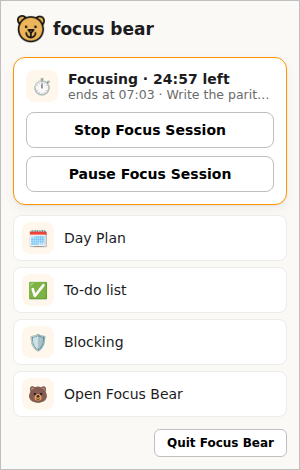 focus bear
Focusing · 24:57 left
ends at 07:03 · Write the parit…
Stop Focus Session
Pause Focus Session
Day Plan
To-do list
Blocking
Open Focus Bear
Quit Focus Bear